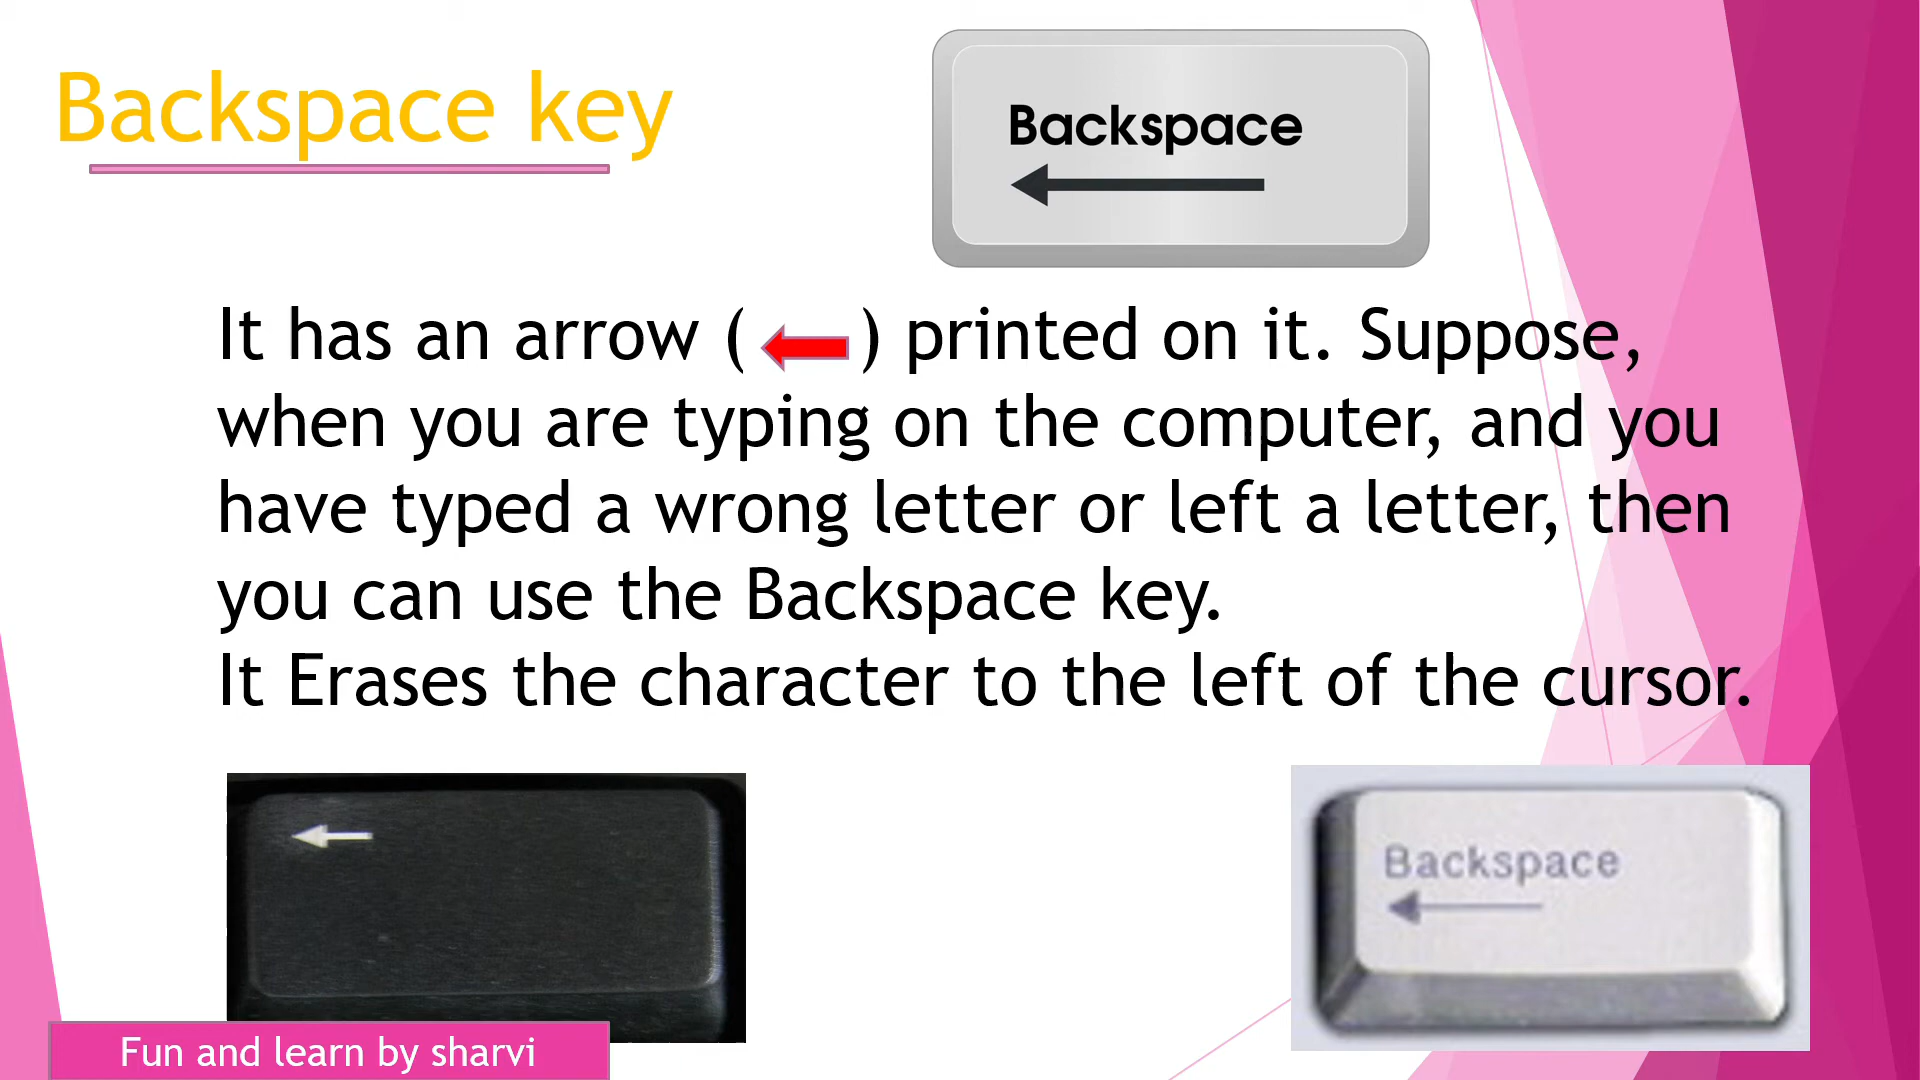 Backspace key
Backspace
It has an arrow ( ) printed on it. Suppose,
when you are typing on the computer, and you
have typed a wrong letter or left a letter, then
you can use the Backspace key.
It Erases the character to the left of the cursor.
Backspace
Fun and learn by sharvi